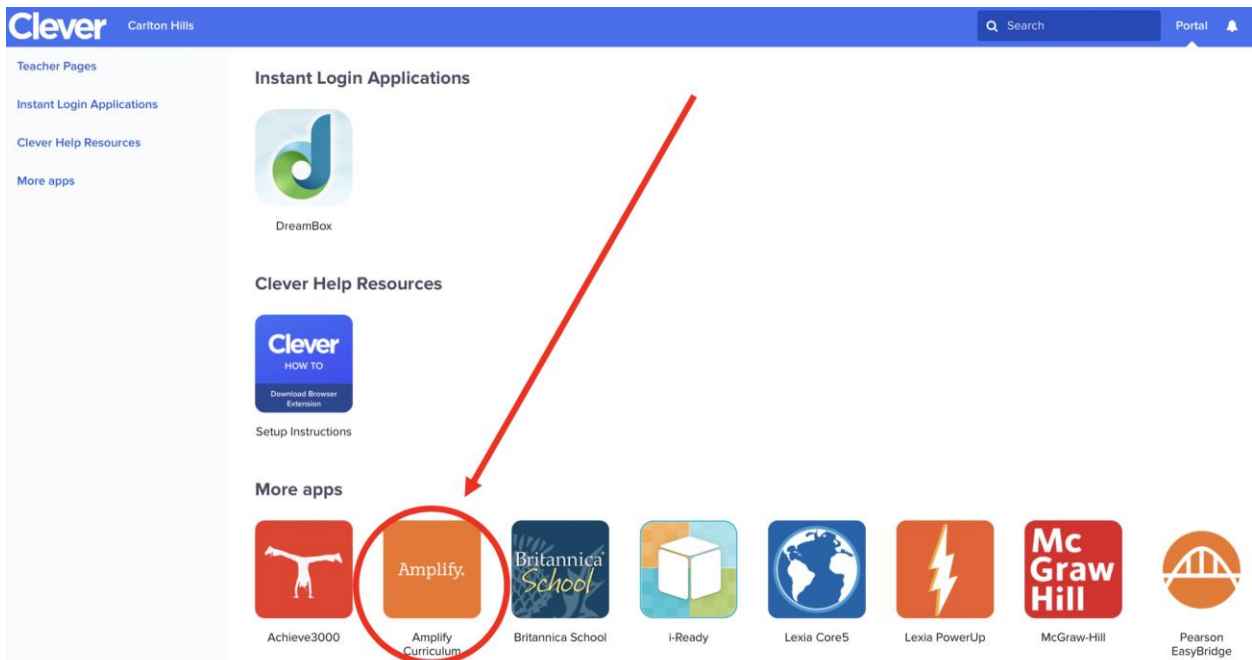 Clever Carlton Hills Search Portal
Teacher Pages
Instant Login Applications
Clever Help Resources
More apps
Instant Login Applications
DreamBox
Clever Help Resources
Clever
HOW TO
Download Browser
Extension
Setup Instructions
More apps
Achieve3000
Amplify.
Amplify
Curriculum
Britannica
School
Britannica School
i-Ready
Lexia Core5
Lexia PowerUp
Mc
Graw
Hill
McGraw-Hill
Pearson
EasyBridge